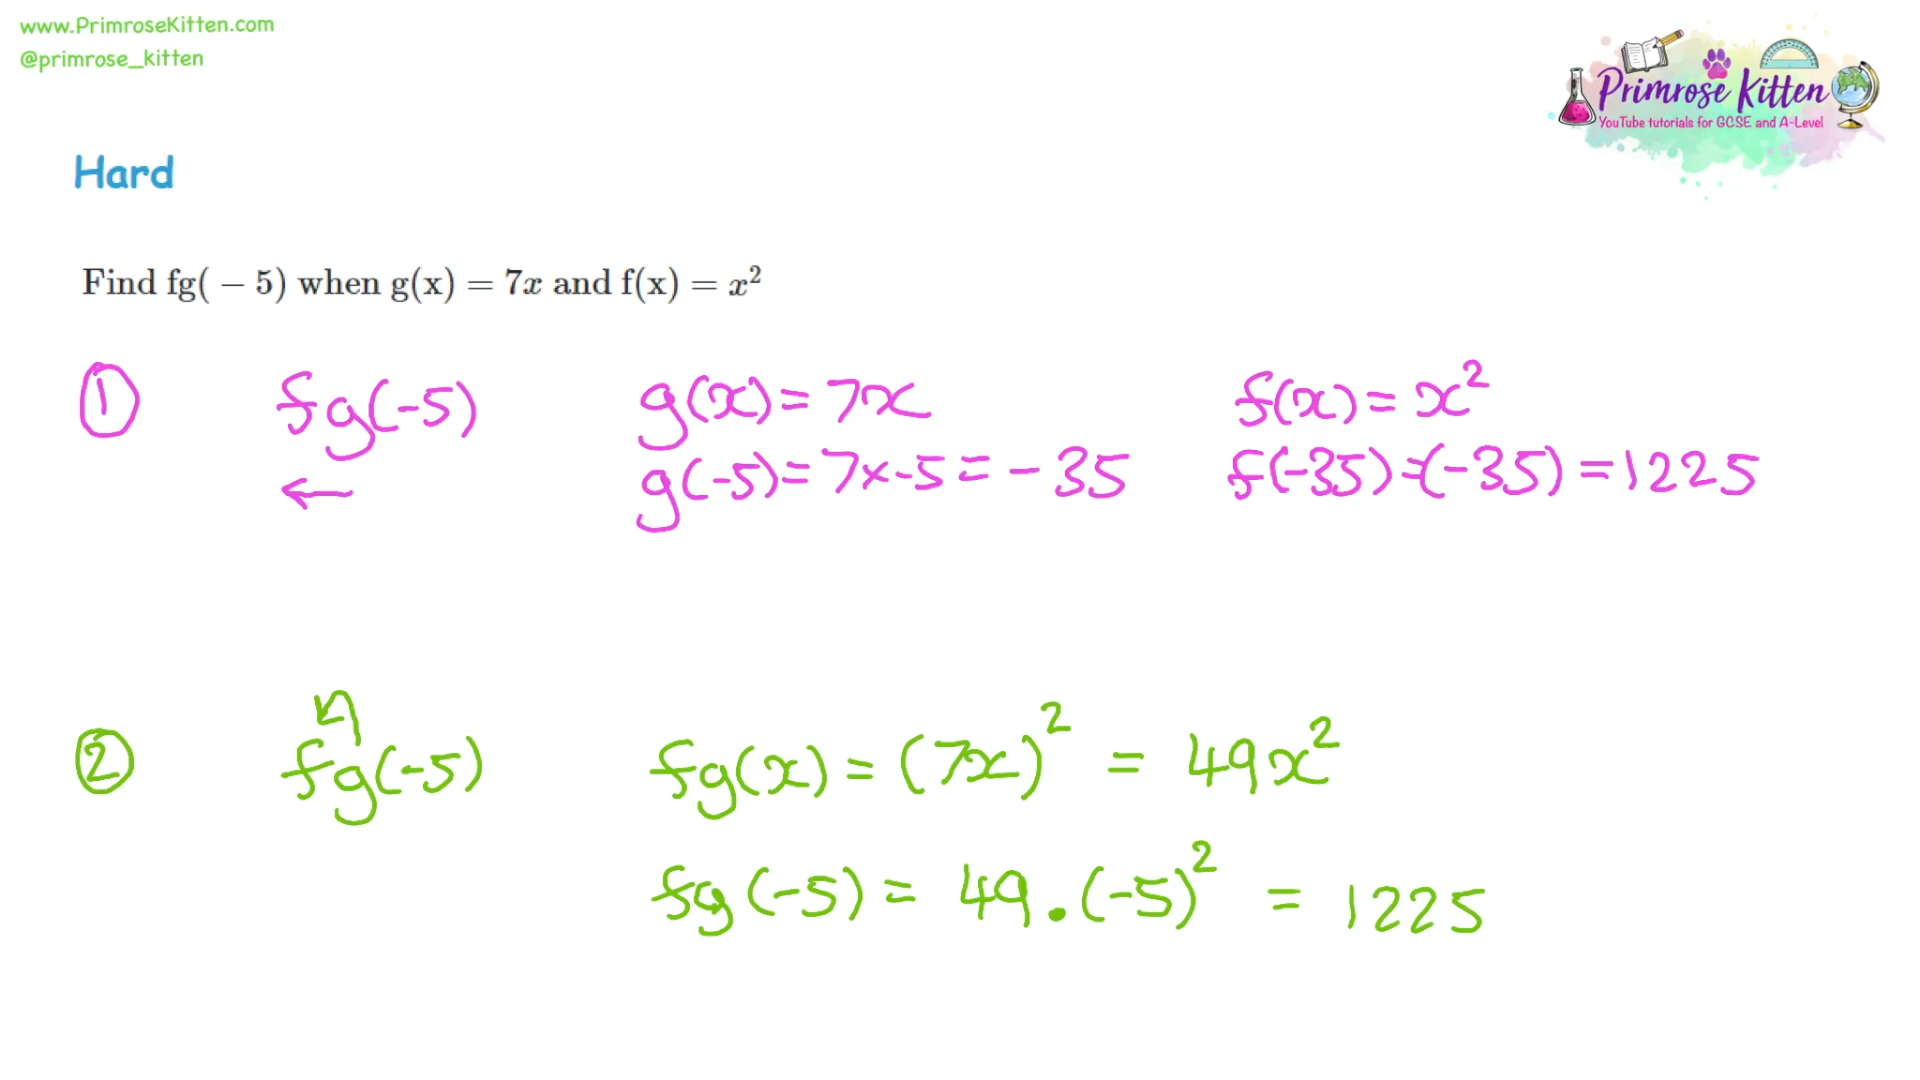 www.PrimroseKitten.com
@primrose_kitten
Primrose Kitten
YouTube tutorials for GCSE and A-Level
Hard
Find fg( − 5) when g(x) = 7x and f(x) = x²
① fg(-5) g(x) = 7x f(x) = x²
g(-5) = 7x-5 = -35 f(-35) =(-35) = 1225
② fg(-5) fg(x) = (7x)² = 49x²
fg(-5) = 49.(-5)² = 1225